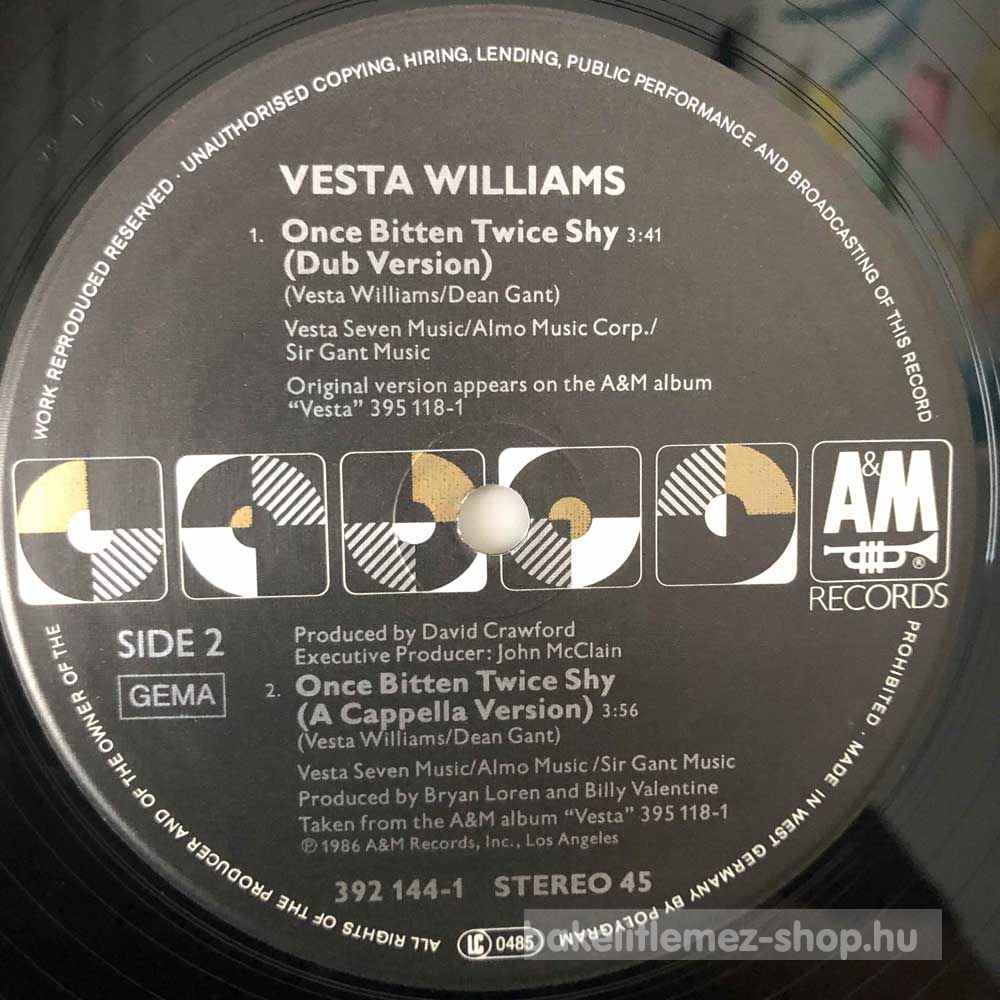 VESTA WILLIAMS
1. Once Bitten Twice Shy 3:41
(Dub Version)
(Vesta Williams/Dean Gant)
Vesta Seven Music/Almo Music Corp./
Sir Gant Music
Original version appears on the A&M album
“Vesta” 395 118-1
A&M
®
RECORDS
SIDE 2
GEMA
Produced by David Crawford
Executive Producer: John McClain
2. Once Bitten Twice Shy
(A Cappella Version) 3:56
(Vesta Williams/Dean Gant)
Vesta Seven Music/Almo Music /Sir Gant Music
Produced by Bryan Loren and Billy Valentine
Taken from the A&M album “Vesta” 395 118-1
℗ 1986 A&M Records, Inc., Los Angeles
392 144-1 STEREO 45
ALL RIGHTS OF THE PRODUCER AND OF THE OWNER OF THE WORK REPRODUCED RESERVED · UNAUTHORISED COPYING, HIRING, LENDING, PUBLIC PERFORMANCE AND BROADCASTING OF THIS RECORD PROHIBITED · MADE IN WEST GERMANY BY POLYGRAM
LC 0485
bakelitlemez-shop.hu